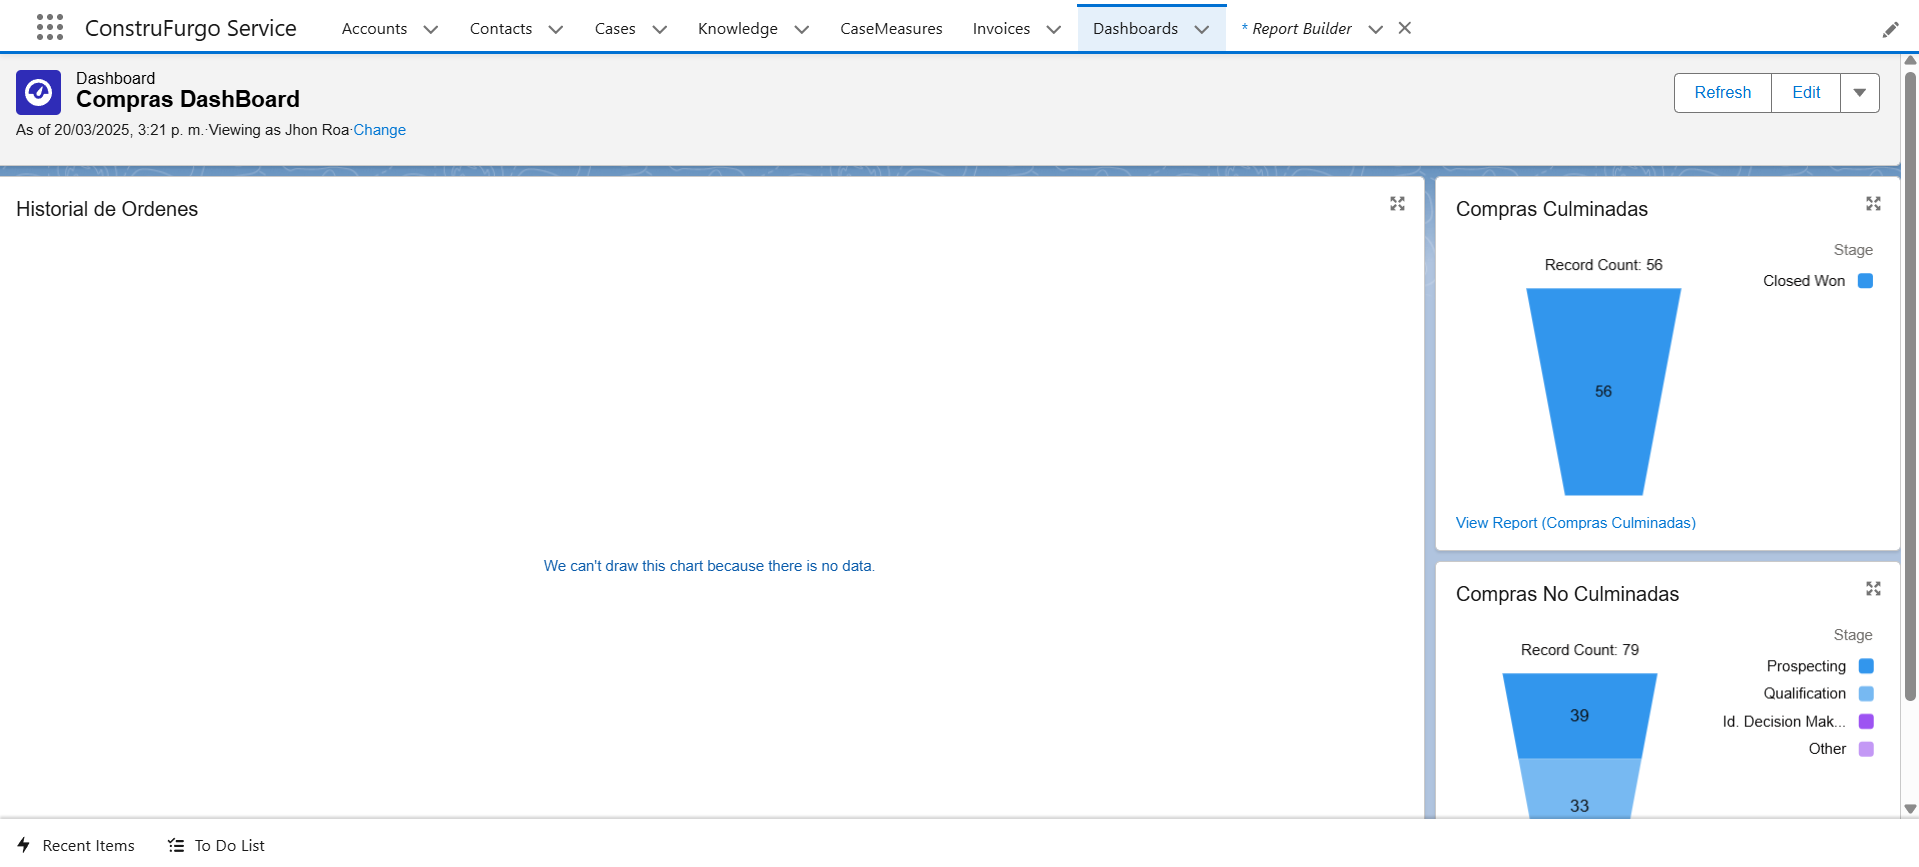 ConstruFurgo Service
Accounts
Contacts
Cases
Knowledge
CaseMeasures
Invoices
Dashboards
* Report Builder
Dashboard
Compras DashBoard
As of 20/03/2025, 3:21 p. m.·Viewing as Jhon Roa·Change
Refresh
Edit
Historial de Ordenes
We can't draw this chart because there is no data.
Compras Culminadas
Stage
Record Count: 56
Closed Won
56
View Report (Compras Culminadas)
Compras No Culminadas
Stage
Record Count: 79
Prospecting
Qualification
Id. Decision Mak...
Other
39
33
Recent Items
To Do List